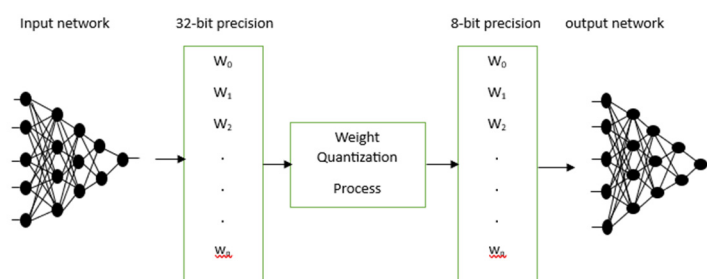 Input network
32-bit precision
8-bit precision
output network
W₀
W₁
W₂
.
.
.
wₙ
Weight
Quantization
Process
W₀
W₁
W₂
.
.
.
wₙ